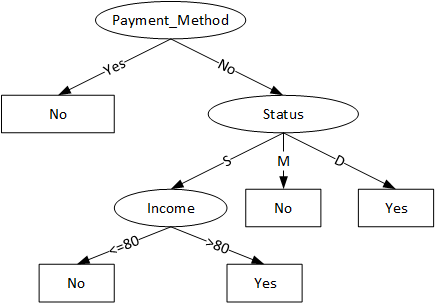 Payment_Method
Yes
No
No
Status
S
M
D
Income
No
Yes
<=80
>80
No
Yes